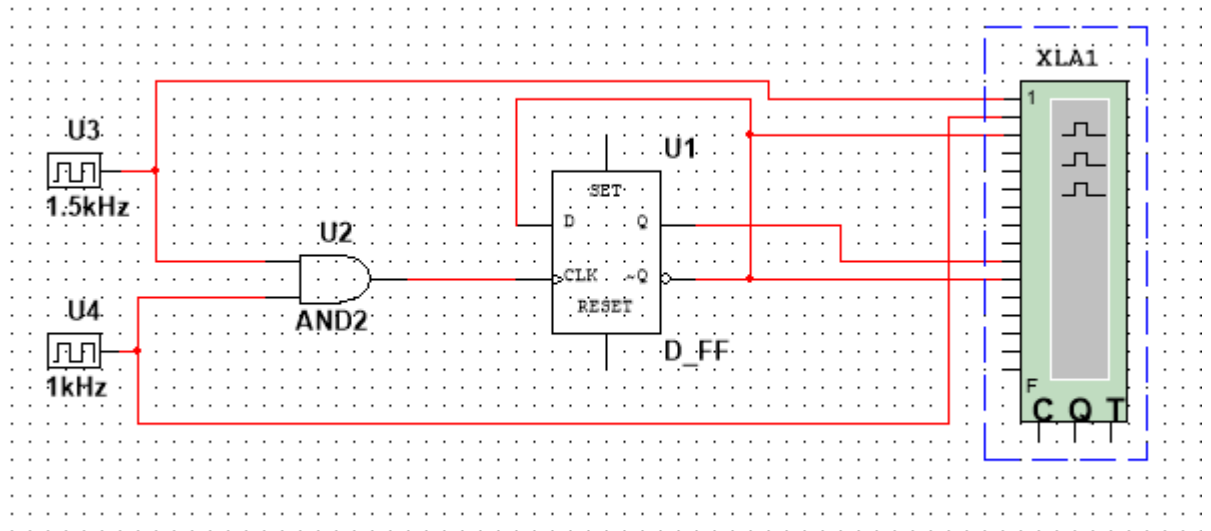 XLA1
1
U3
1.5kHz
U1
SET
D Q
U2
CLK ~Q
RESET
AND2
U4
1kHz
D_FF
F
C Q T